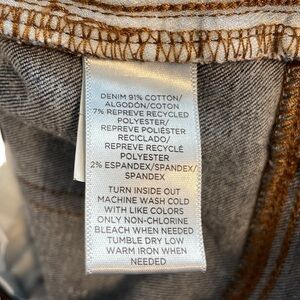 DENIM 91% COTTON/
ALGODÓN/COTON
7% REPREVE RECYCLED
POLYESTER/
REPREVE POLIÉSTER
RECICLADO/
REPREVE RECYCLÉ
POLYESTER
2% ESPANDEX/SPANDEX/
SPANDEX
TURN INSIDE OUT
MACHINE WASH COLD
WITH LIKE COLORS
ONLY NON-CHLORINE
BLEACH WHEN NEEDED
TUMBLE DRY LOW
WARM IRON WHEN
NEEDED